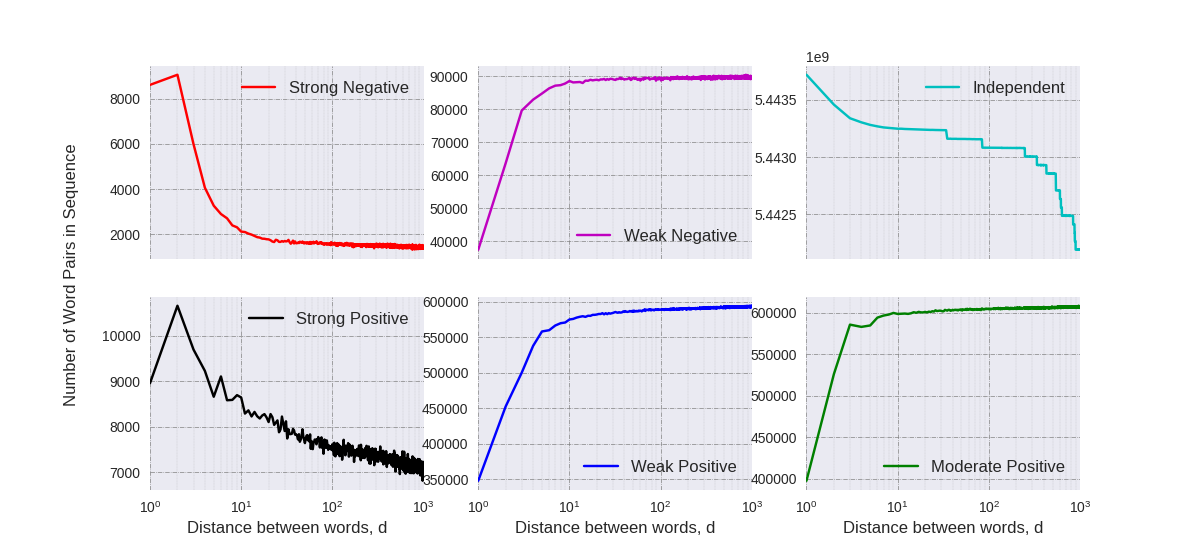 1e9
Strong Negative
8000
6000
4000
2000
Weak Negative
90000
80000
70000
60000
50000
40000
Independent
5.4435
5.4430
5.4425
Number of Word Pairs in Sequence
Strong Positive
10000
9000
8000
7000
10⁰ 10¹ 10² 10³
Distance between words, d
Weak Positive
600000
550000
500000
450000
400000
350000
10⁰ 10¹ 10² 10³
Distance between words, d
Moderate Positive
600000
550000
500000
450000
400000
10⁰ 10¹ 10² 10³
Distance between words, d